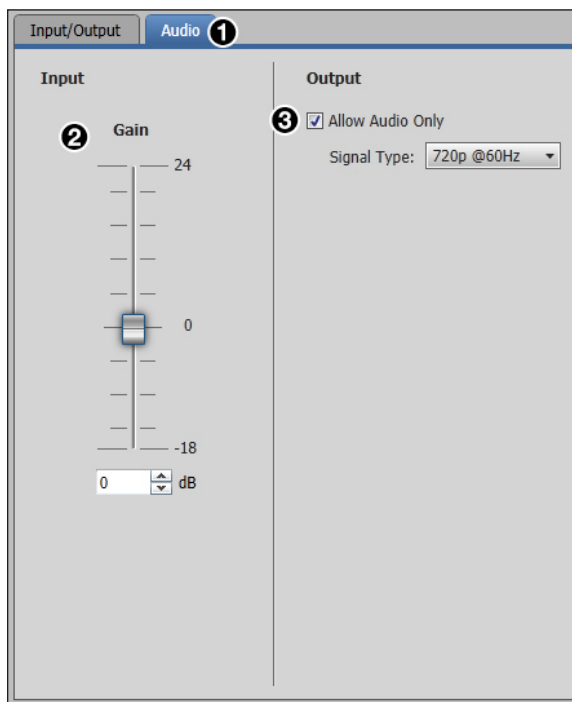 Input/Output
Audio
1
Input
Output
2
Gain
3
Allow Audio Only
Signal Type: 720p @60Hz
24
0
-18
0 dB